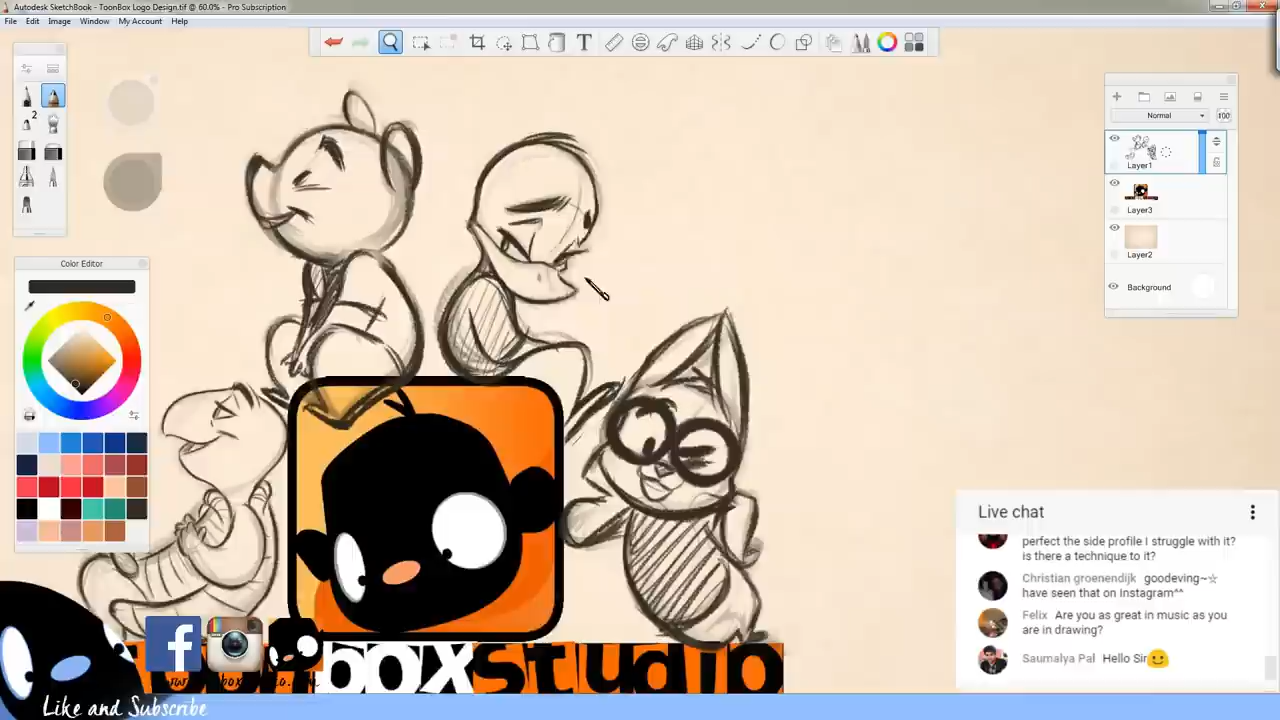 Autodesk SketchBook - ToonBox Logo Design.tif @ 60.0% - Pro Subscription
File Edit Image Window My Account Help
T
2
Normal 100
Layer1
Layer3
Layer2
Background
Color Editor
Live chat
perfect the side profile I struggle with it?
is there a technique to it?
Christian groenendijk goodeving~☆
have seen that on Instagram^^
Felix Are you as great in music as you
are in drawing?
Saumalya Pal Hello Sir
boxstudio
Like and Subscribe